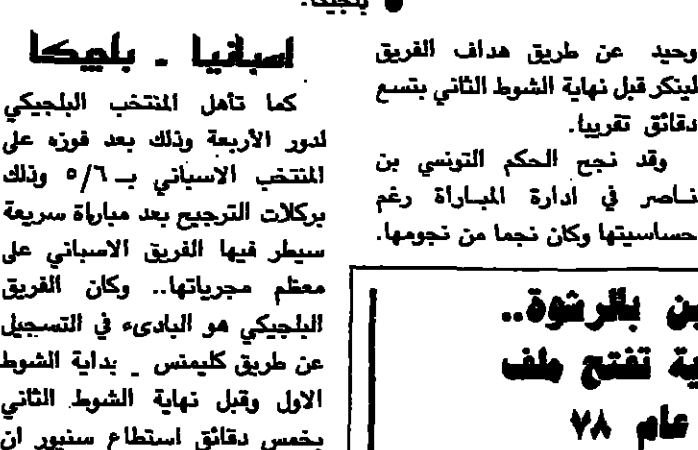 ● بلجيكا.
وحيد عن طريق هداف الفريق
لينكر قبل نهاية الشوط الثاني بتسع
دقائق تقريبا.
وقد نجح الحكم التونسي بن
ناصر في ادارة المباراة رغم
حساسيتها وكان نجما من نجومها.
ين بالرشوة..
ية تفتح ملف
عام ٧٨
اسبانيا ـ بلجيكا
كما تأهل المنتخب البلجيكي
لدور الأربعة وذلك بعد فوزه على
المنتخب الاسباني بـ ٥/٦ وذلك
بركلات الترجيح بعد مباراة سريعة
سيطر فيها الفريق الاسباني على
معظم مجرياتها.. وكان الفريق
البلجيكي هو البادىء في التسجيل
عن طريق كليمنس ـ بداية الشوط
الاول وقبل نهاية الشوط الثاني
بخمس دقائق استطاع سنيور ان